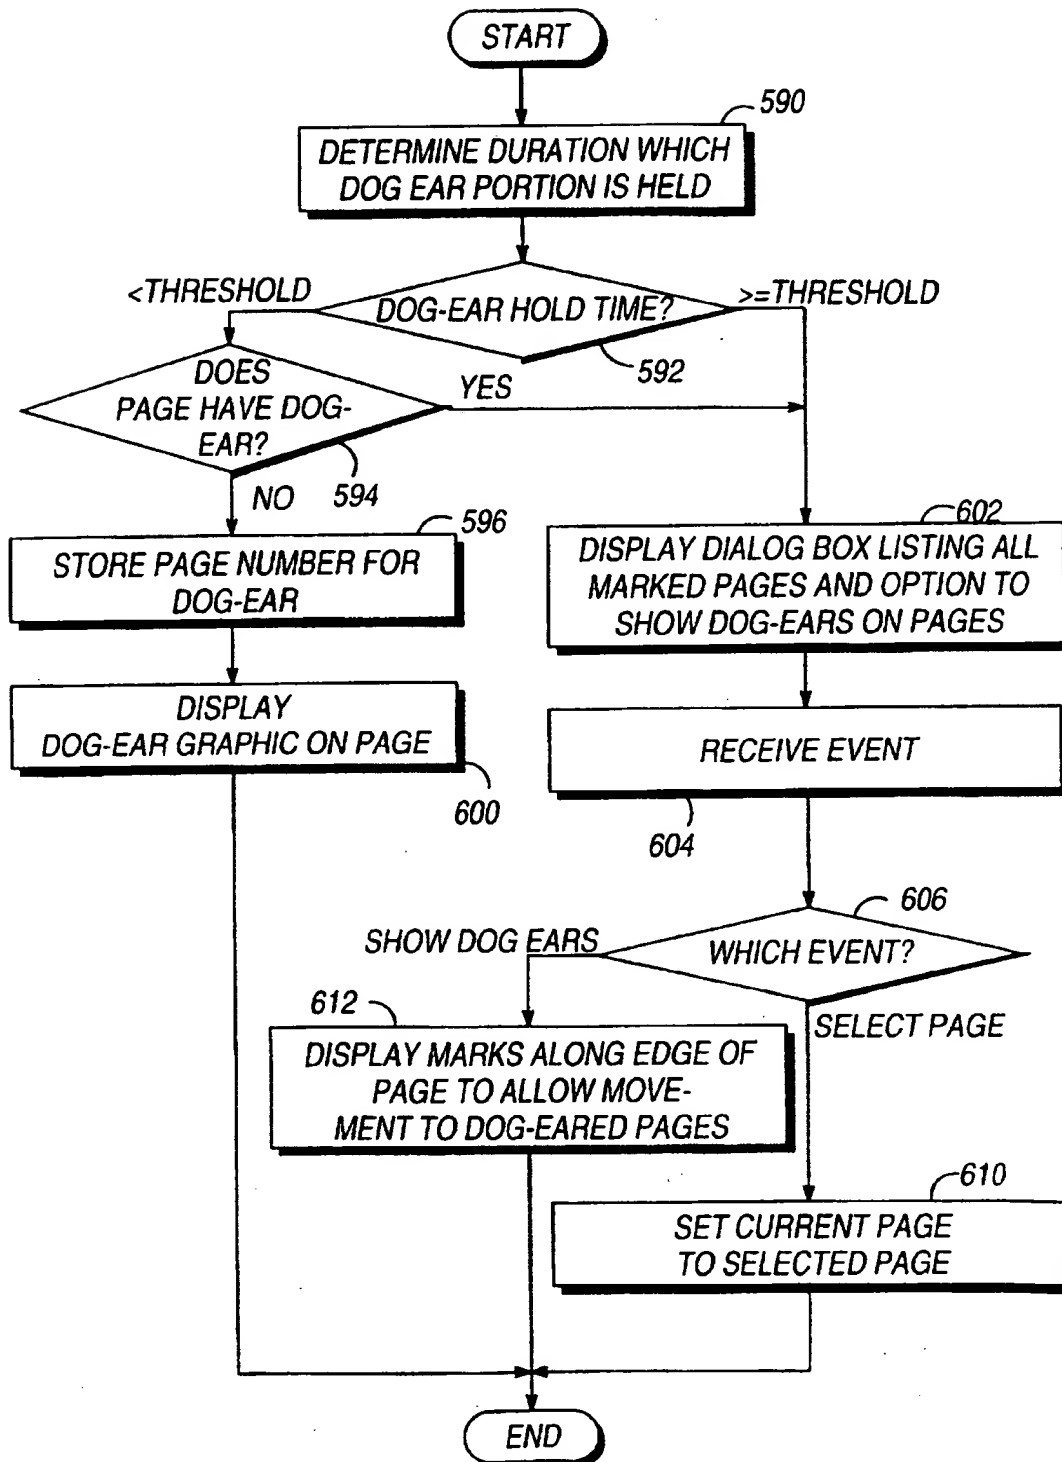 START
590
DETERMINE DURATION WHICH
DOG EAR PORTION IS HELD
<THRESHOLD
DOG-EAR HOLD TIME?
>=THRESHOLD
592
DOES
PAGE HAVE DOG-
EAR?
YES
594
NO
596
STORE PAGE NUMBER FOR
DOG-EAR
602
DISPLAY DIALOG BOX LISTING ALL
MARKED PAGES AND OPTION TO
SHOW DOG-EARS ON PAGES
DISPLAY
DOG-EAR GRAPHIC ON PAGE
600
RECEIVE EVENT
604
606
SHOW DOG EARS
WHICH EVENT?
612
SELECT PAGE
DISPLAY MARKS ALONG EDGE OF
PAGE TO ALLOW MOVE-
MENT TO DOG-EARED PAGES
610
SET CURRENT PAGE
TO SELECTED PAGE
END